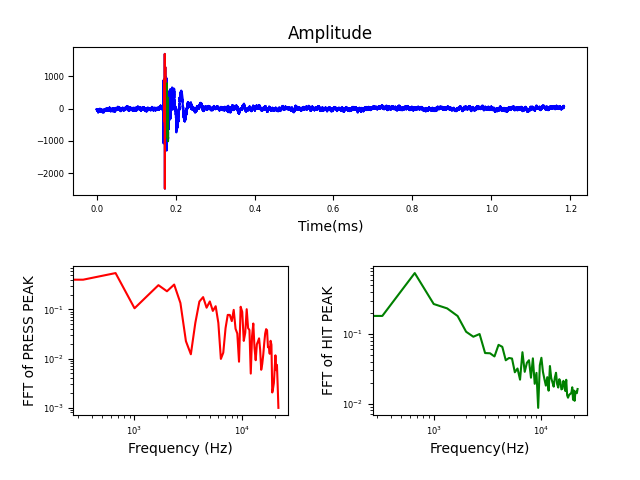 Amplitude
1000
0
−1000
−2000
0.0 0.2 0.4 0.6 0.8 1.0 1.2
Time(ms)
FFT of PRESS PEAK
10⁻¹
10⁻²
10⁻³
10³ 10⁴
Frequency (Hz)
FFT of HIT PEAK
10⁻¹
10⁻²
10³ 10⁴
Frequency(Hz)